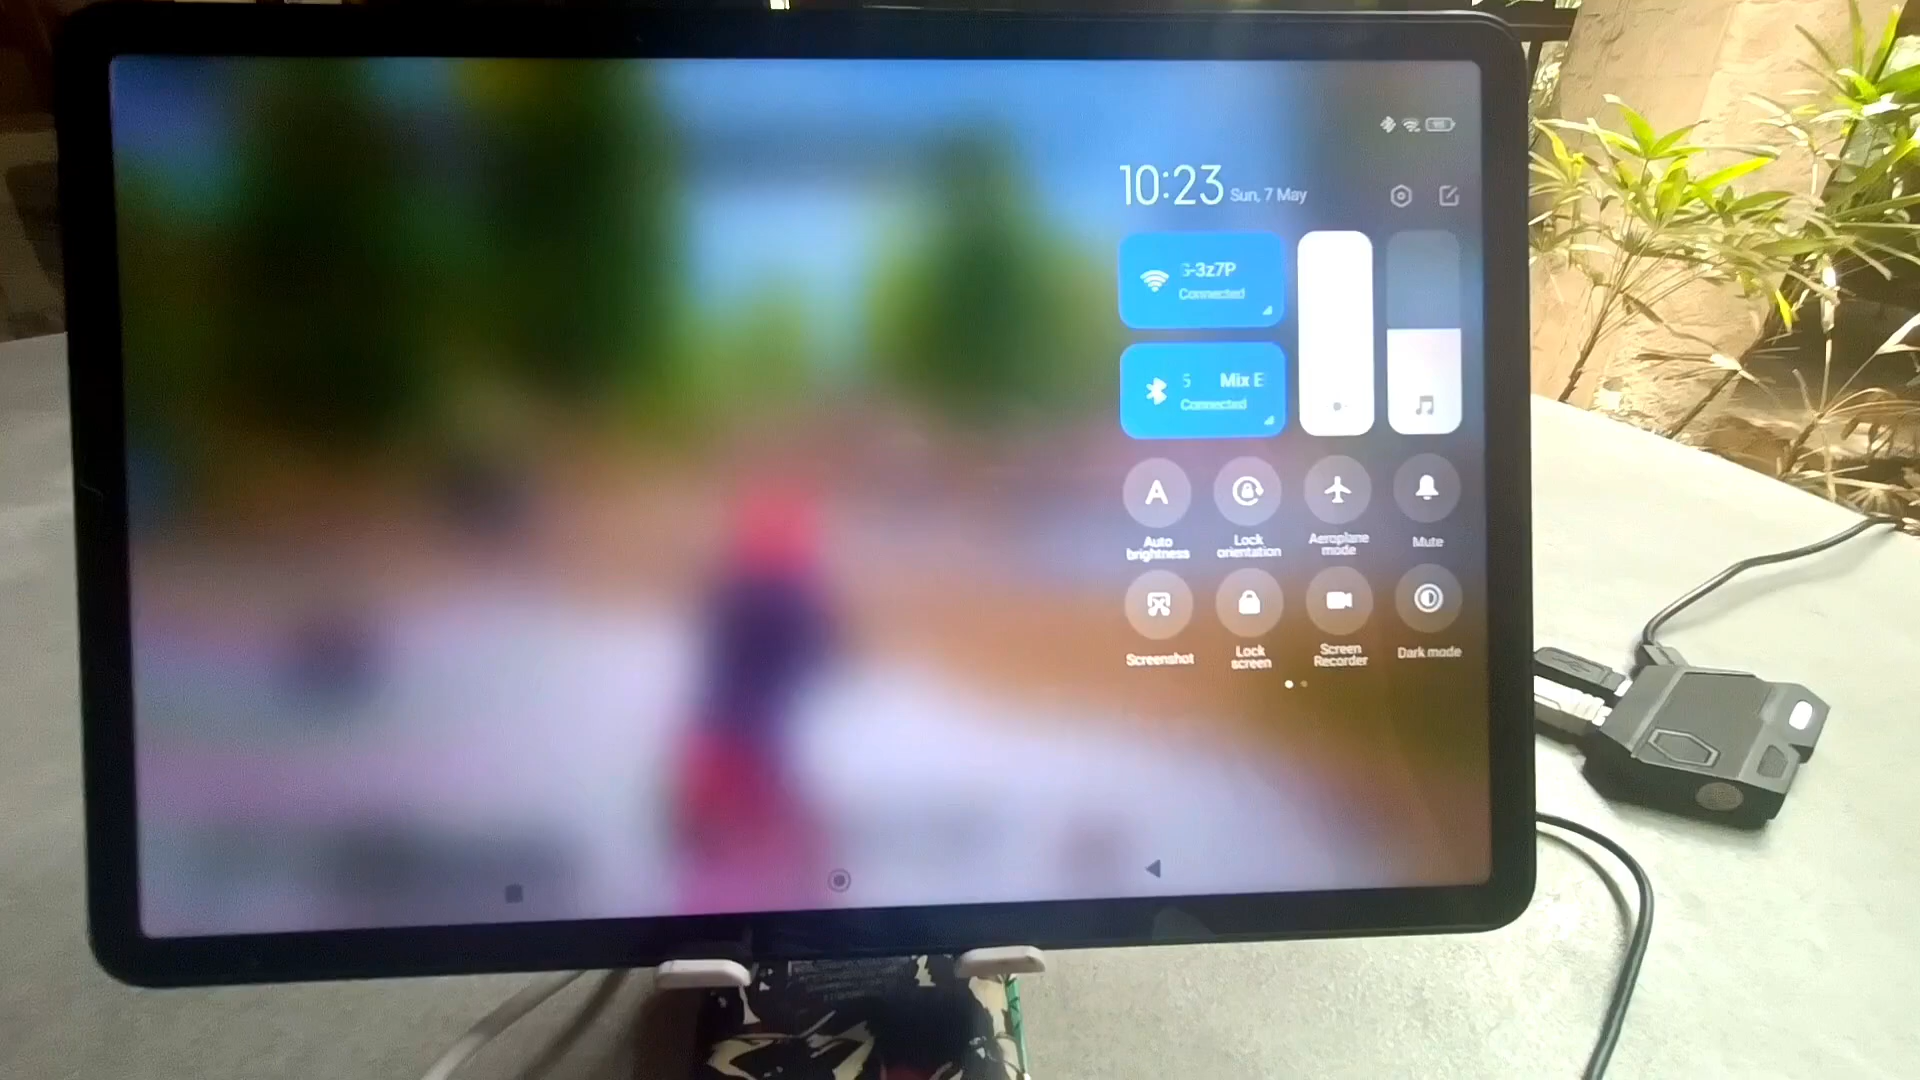 10:23 Sun, 7 May
G-3z7P
Connected
5 Mix E
Connected
A
Auto
brightness
Lock
orientation
Aeroplane
mode
Mute
Screenshot
Lock
screen
Screen
Recorder
Dark mode